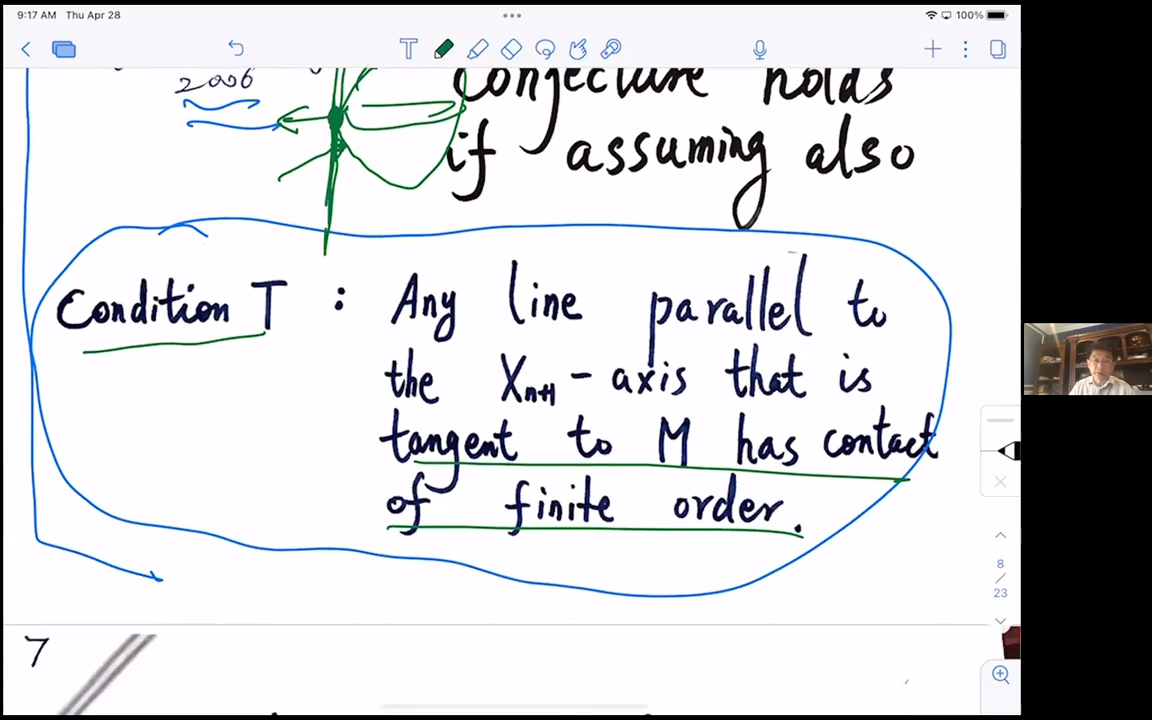 9:17 AM Thu Apr 28
100%
2006
Conjecture holds
if assuming also
Condition T : Any line parallel to
the Xn+1 - axis that is
tangent to M has contact
of finite order.
8
/
23
7